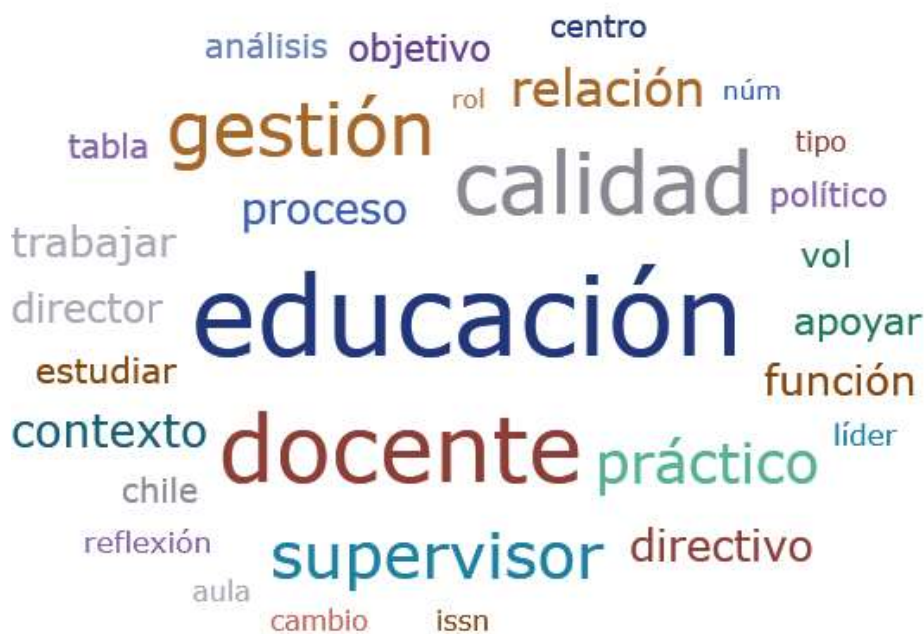 centro
análisis objetivo
rol relación núm
gestión
tabla
tipo
calidad
político
proceso
trabajar
vol
director
educación
apoyar
estudiar
función
contexto
docente
práctico
líder
chile
reflexión
supervisor
directivo
aula
cambio issn